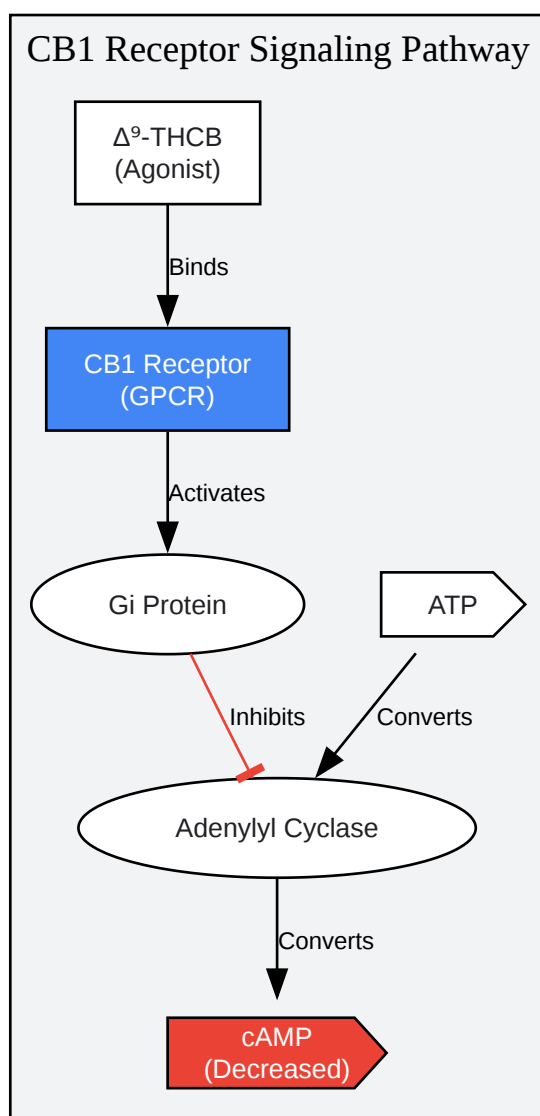 CB1 Receptor Signaling Pathway
Δ⁹-THCB
(Agonist)
Binds
CB1 Receptor
(GPCR)
Activates
Gi Protein
ATP
Inhibits
Converts
Adenylyl Cyclase
Converts
cAMP
(Decreased)